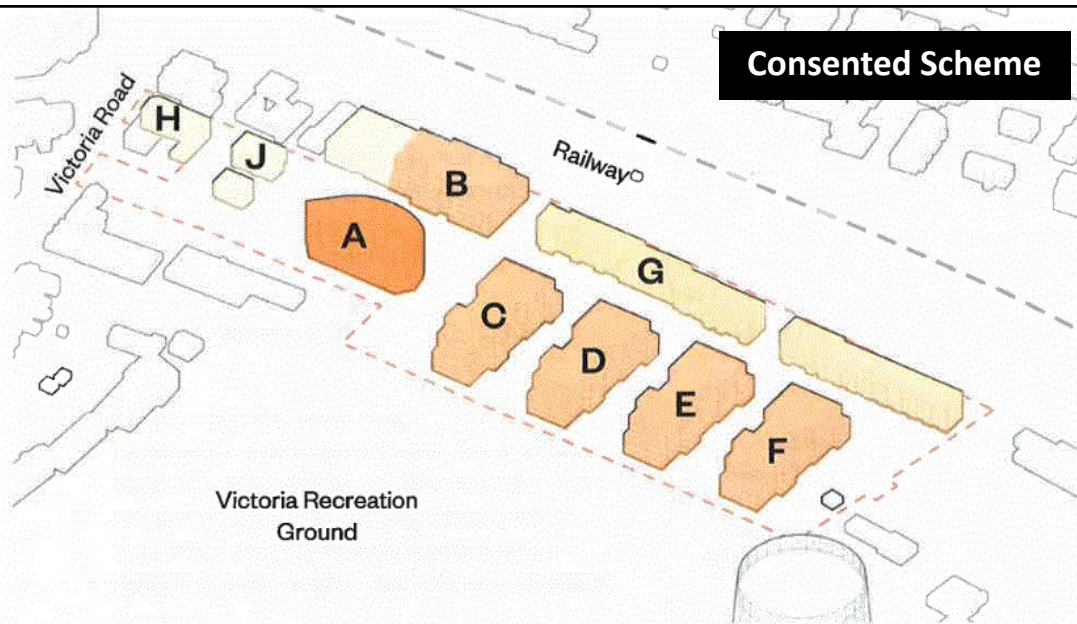 Consented Scheme
Victoria Road
H
J
B
Railway
A
G
C
D
E
F
Victoria Recreation
Ground